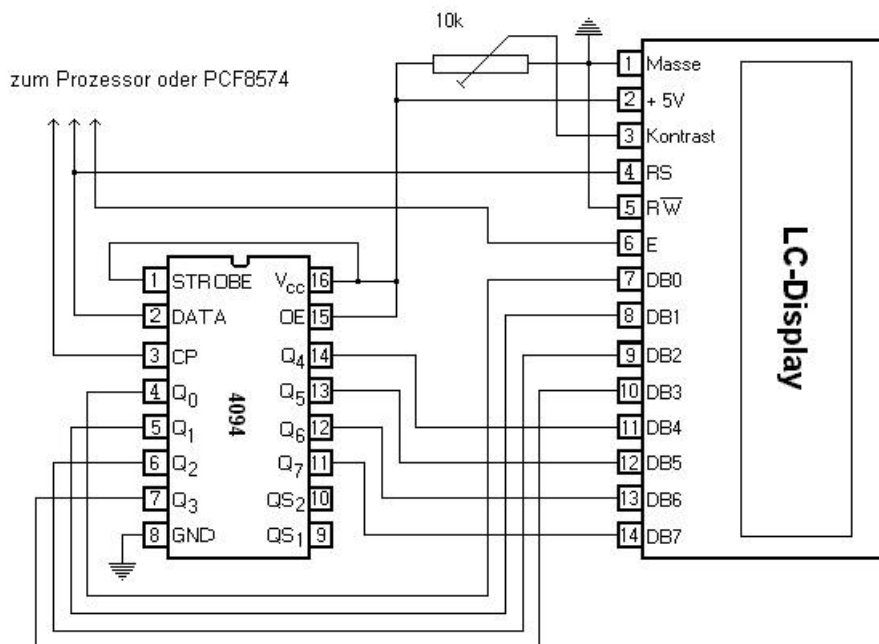 10k
zum Prozessor oder PCF8574
1 Masse
2 + 5V
3 Kontrast
4 RS
5 RW̅
6 E
7 DB0
8 DB1
9 DB2
10 DB3
11 DB4
12 DB5
13 DB6
14 DB7
LC-Display
1 STROBE VCC 16
2 DATA OE 15
3 CP Q4 14
4 Q0 Q5 13
5 Q1 Q6 12
6 Q2 Q7 11
7 Q3 QS2 10
8 GND QS1 9
4094